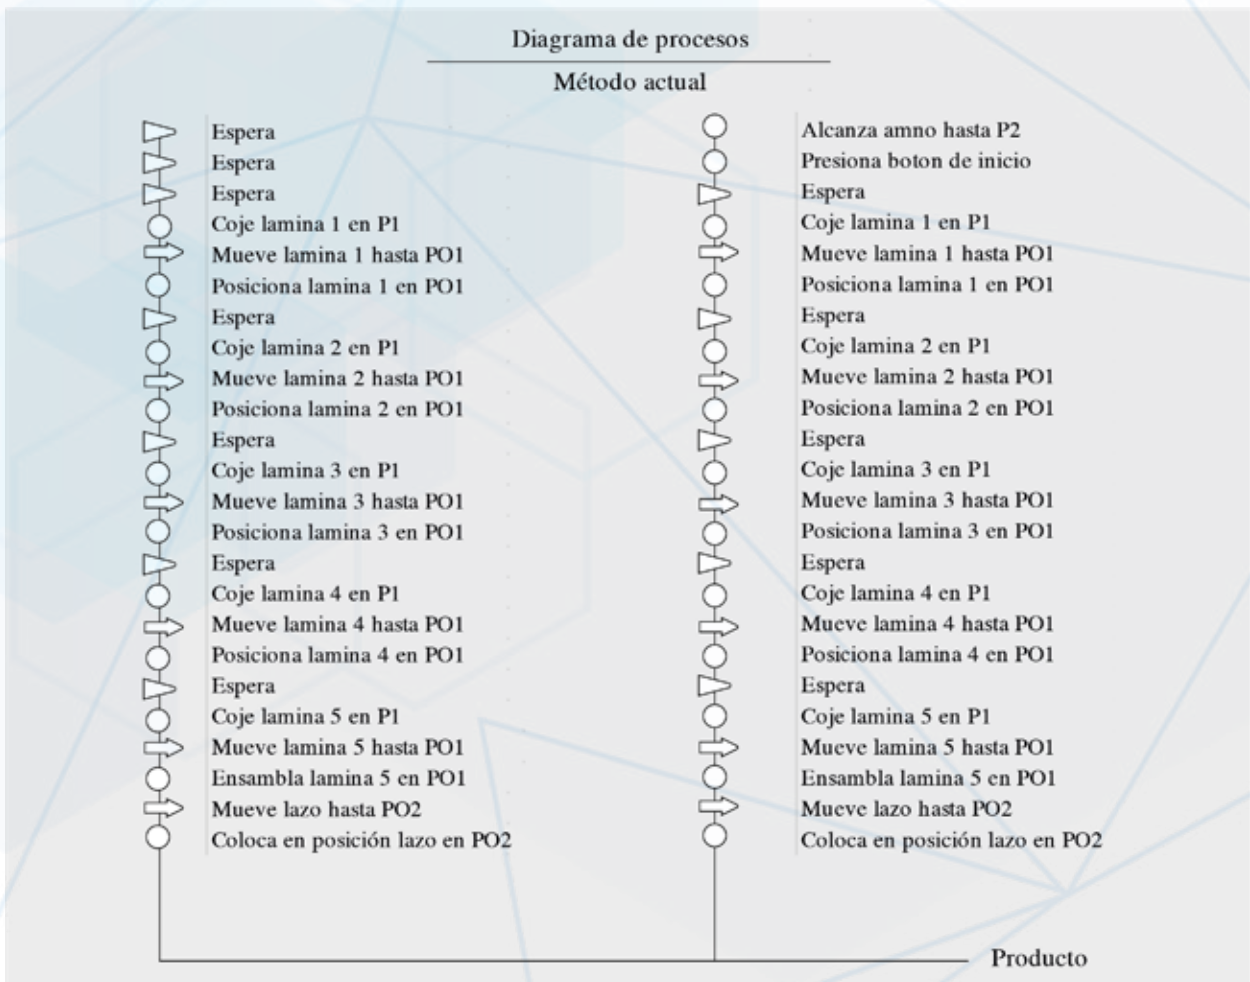 Diagrama de procesos
Método actual
Espera
Espera
Espera
Coje lamina 1 en P1
Mueve lamina 1 hasta PO1
Posiciona lamina 1 en PO1
Espera
Coje lamina 2 en P1
Mueve lamina 2 hasta PO1
Posiciona lamina 2 en PO1
Espera
Coje lamina 3 en P1
Mueve lamina 3 hasta PO1
Posiciona lamina 3 en PO1
Espera
Coje lamina 4 en P1
Mueve lamina 4 hasta PO1
Posiciona lamina 4 en PO1
Espera
Coje lamina 5 en P1
Mueve lamina 5 hasta PO1
Ensambla lamina 5 en PO1
Mueve lazo hasta PO2
Coloca en posición lazo en PO2
Alcanza amno hasta P2
Presiona boton de inicio
Espera
Coje lamina 1 en P1
Mueve lamina 1 hasta PO1
Posiciona lamina 1 en PO1
Espera
Coje lamina 2 en P1
Mueve lamina 2 hasta PO1
Posiciona lamina 2 en PO1
Espera
Coje lamina 3 en P1
Mueve lamina 3 hasta PO1
Posiciona lamina 3 en PO1
Espera
Coje lamina 4 en P1
Mueve lamina 4 hasta PO1
Posiciona lamina 4 en PO1
Espera
Coje lamina 5 en P1
Mueve lamina 5 hasta PO1
Ensambla lamina 5 en PO1
Mueve lazo hasta PO2
Coloca en posición lazo en PO2
Producto